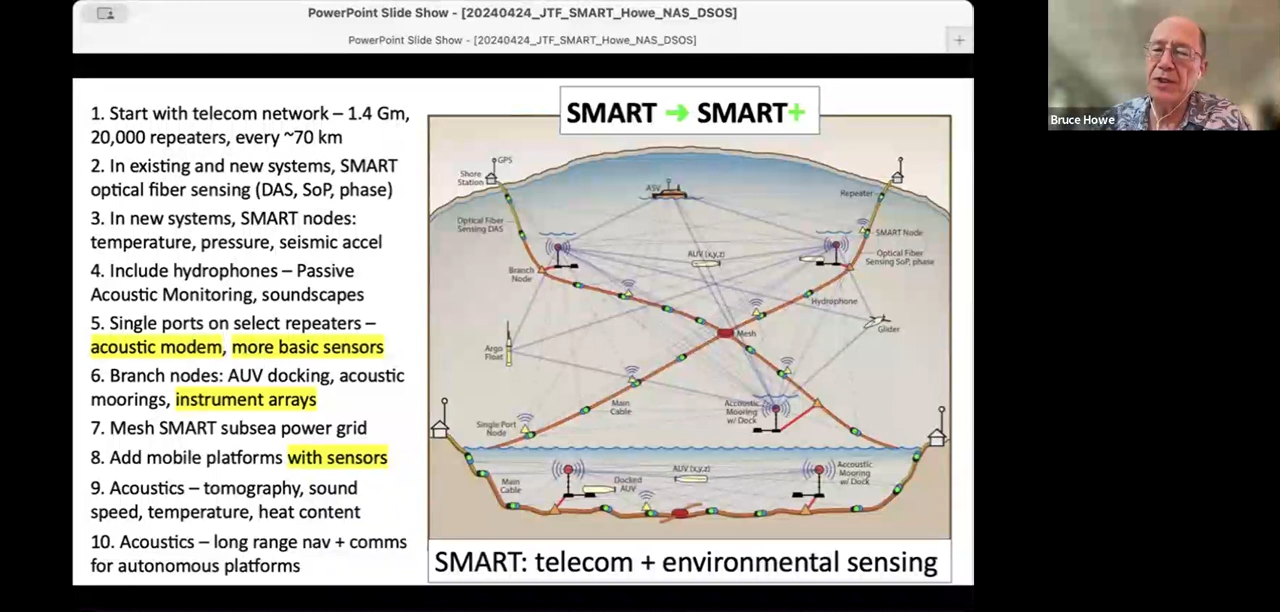 PowerPoint Slide Show - [20240424_JTF_SMART_Howe_NAS_DSOS]
PowerPoint Slide Show - [20240424_JTF_SMART_Howe_NAS_DSOS]
+
Bruce Howe
1. Start with telecom network – 1.4 Gm,
20,000 repeaters, every ~70 km
2. In existing and new systems, SMART
optical fiber sensing (DAS, SoP, phase)
3. In new systems, SMART nodes:
temperature, pressure, seismic accel
4. Include hydrophones – Passive
Acoustic Monitoring, soundscapes
5. Single ports on select repeaters –
acoustic modem, more basic sensors
6. Branch nodes: AUV docking, acoustic
moorings, instrument arrays
7. Mesh SMART subsea power grid
8. Add mobile platforms with sensors
9. Acoustics – tomography, sound
speed, temperature, heat content
10. Acoustics – long range nav + comms
for autonomous platforms
SMART → SMART+
GPS
Shore
Station
ASV
Repeater
Optical Fiber
Sensing DAS
SMART Node
AUV (x,y,z)
Optical Fiber
Sensing SoP, phase
Branch
Node
Hydrophone
Mesh
Glider
Argo
Float
Main
Cable
Accoustic
Mooring
w/ Dock
Single Port
Node
Main
Cable
Docked
AUV
AUV (x,y,z)
Accoustic
Mooring
w/ Dock
SMART: telecom + environmental sensing